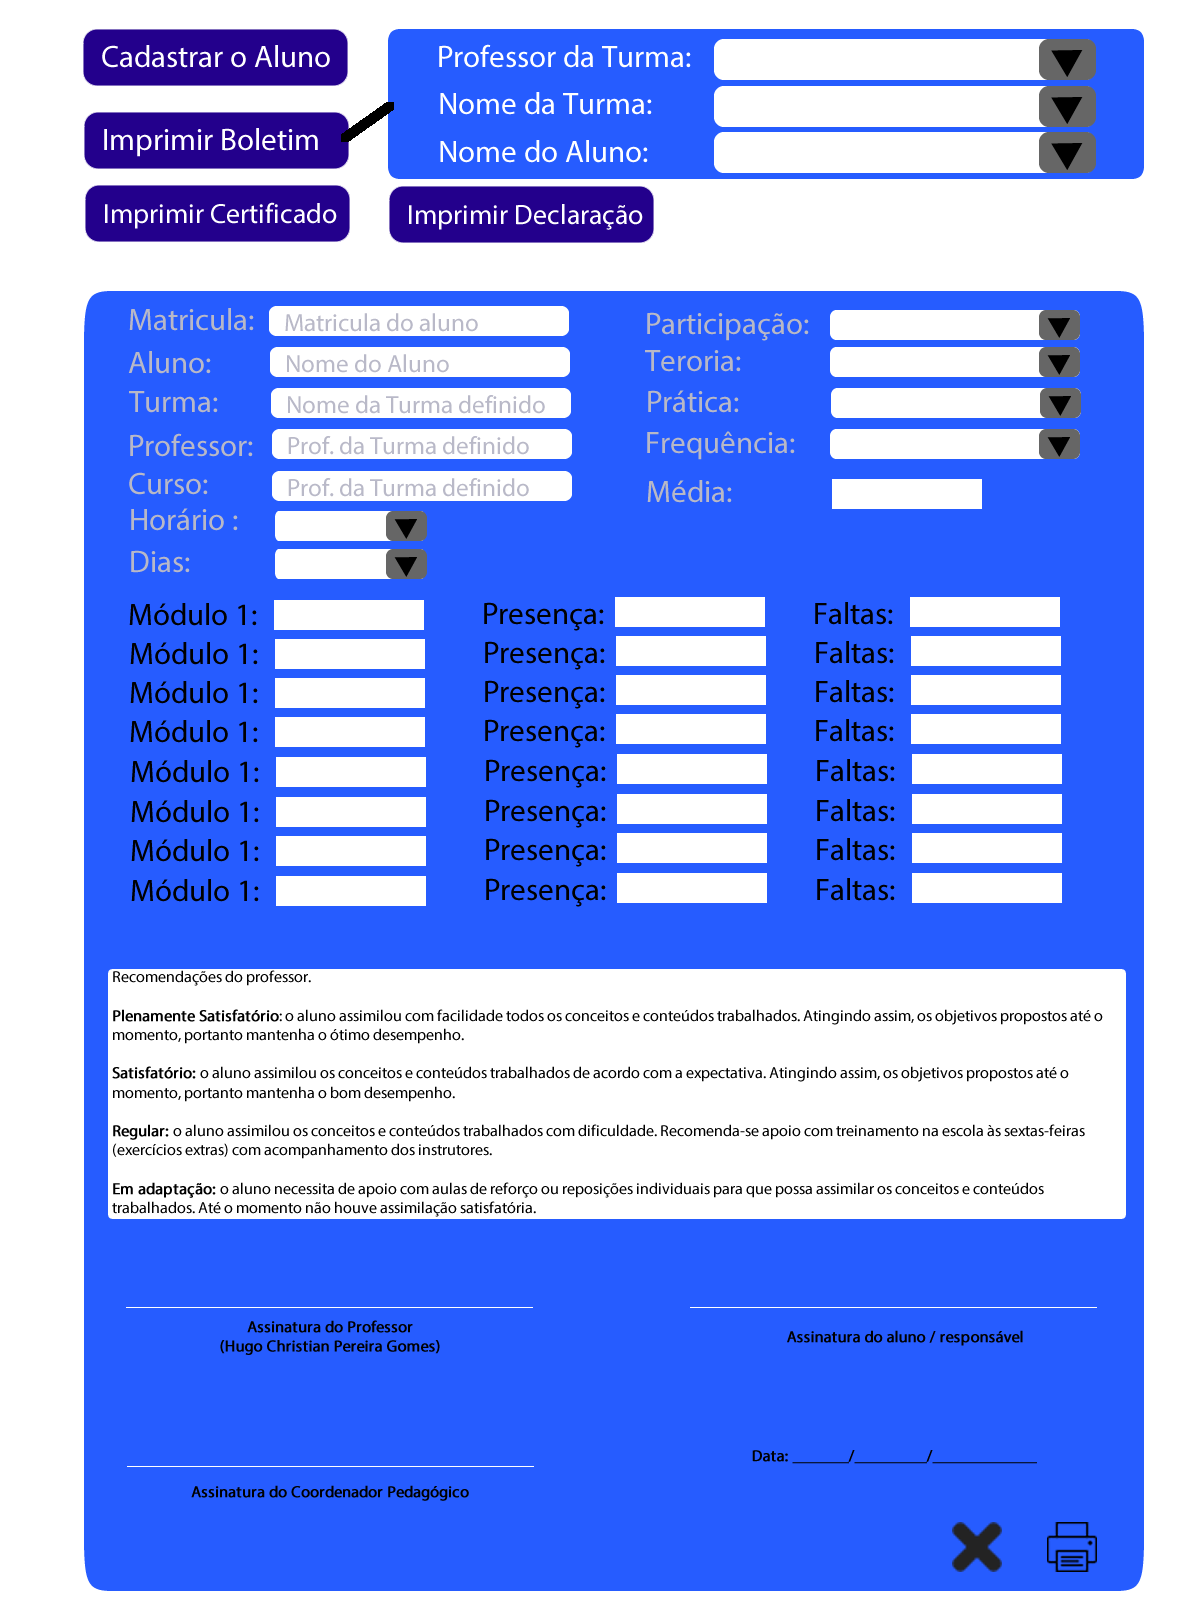 Cadastrar o Aluno
Professor da Turma:
Nome da Turma:
Imprimir Boletim
Nome do Aluno:
Imprimir Certificado
Imprimir Declaração
Matricula: Matricula do aluno
Participação:
Aluno: Nome do Aluno
Teroria:
Turma: Nome da Turma definido
Prática:
Professor: Prof. da Turma definido
Frequência:
Curso: Prof. da Turma definido
Média:
Horário :
Dias:
Módulo 1: Presença: Faltas:
Módulo 1: Presença: Faltas:
Módulo 1: Presença: Faltas:
Módulo 1: Presença: Faltas:
Módulo 1: Presença: Faltas:
Módulo 1: Presença: Faltas:
Módulo 1: Presença: Faltas:
Módulo 1: Presença: Faltas:
Recomendações do professor.
Plenamente Satisfatório: o aluno assimilou com facilidade todos os conceitos e conteúdos trabalhados. Atingindo assim, os objetivos propostos até o
momento, portanto mantenha o ótimo desempenho.
Satisfatório: o aluno assimilou os conceitos e conteúdos trabalhados de acordo com a expectativa. Atingindo assim, os objetivos propostos até o
momento, portanto mantenha o bom desempenho.
Regular: o aluno assimilou os conceitos e conteúdos trabalhados com dificuldade. Recomenda-se apoio com treinamento na escola às sextas-feiras
(exercícios extras) com acompanhamento dos instrutores.
Em adaptação: o aluno necessita de apoio com aulas de reforço ou reposições individuais para que possa assimilar os conceitos e conteúdos
trabalhados. Até o momento não houve assimilação satisfatória.
Assinatura do Professor
(Hugo Christian Pereira Gomes)
Assinatura do aluno / responsável
Data: _______/_________/_____________
Assinatura do Coordenador Pedagógico